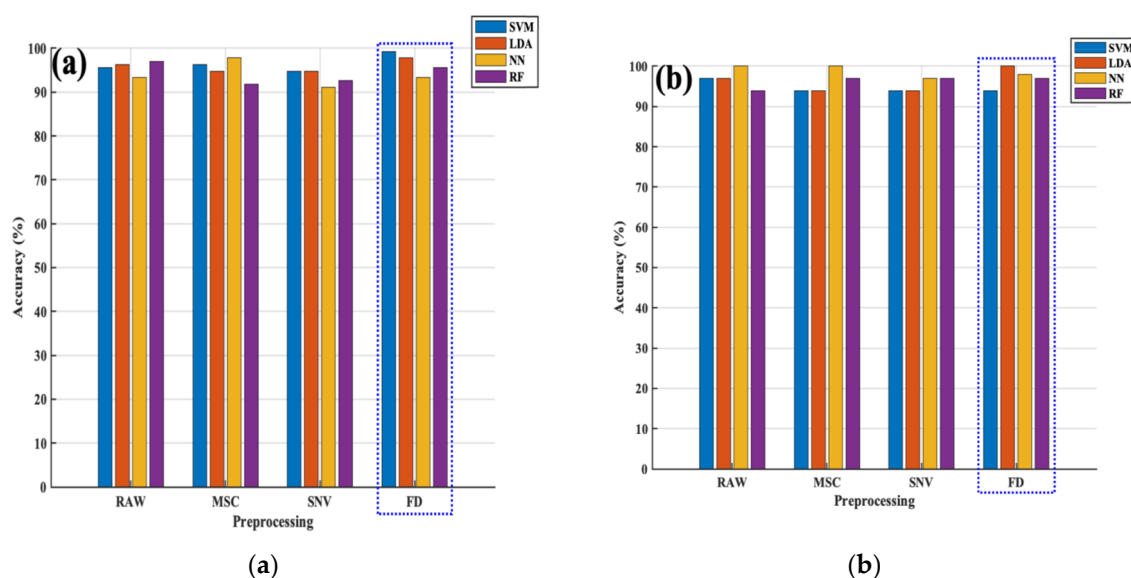 (a)
SVM
LDA
NN
RF
100
90
80
70
60
50
40
30
20
10
0
Accuracy (%)
RAW MSC SNV FD
Preprocessing
(a)
(b)
SVM
LDA
NN
RF
100
90
80
70
60
50
40
30
20
10
0
Accuracy (%)
RAW MSC SNV FD
Preprocessing
(b)